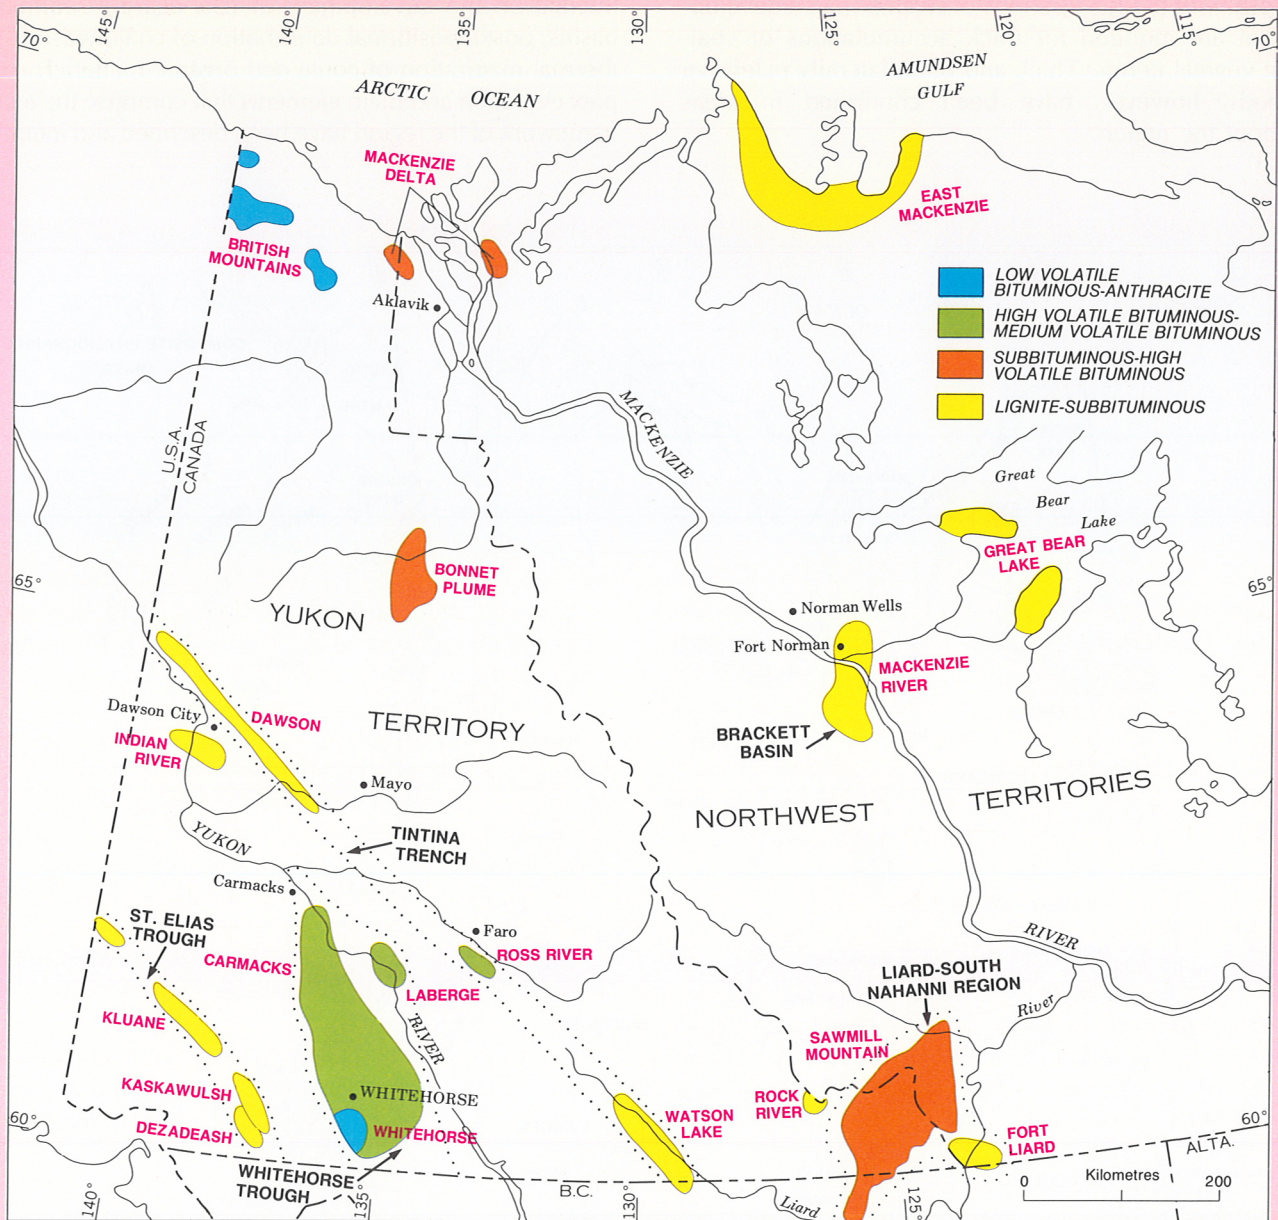 145°
140°
135°
130°
125°
120°
115°
70°
70°
ARCTIC OCEAN
AMUNDSEN
GULF
MACKENZIE
DELTA
EAST
MACKENZIE
BRITISH
MOUNTAINS
Aklavik
LOW VOLATILE
BITUMINOUS-ANTHRACITE
HIGH VOLATILE BITUMINOUS-
MEDIUM VOLATILE BITUMINOUS
SUBBITUMINOUS-HIGH
VOLATILE BITUMINOUS
LIGNITE-SUBBITUMINOUS
MACKENZIE
U.S.A.
CANADA
Great
Bear
Lake
GREAT BEAR
LAKE
65°
65°
BONNET
PLUME
YUKON
Norman Wells
Fort Norman
MACKENZIE
RIVER
Dawson City
DAWSON
TERRITORY
INDIAN
RIVER
BRACKETT
BASIN
Mayo
NORTHWEST
TERRITORIES
YUKON
TINTINA
TRENCH
Carmacks
ST. ELIAS
TROUGH
Faro
ROSS RIVER
RIVER
CARMACKS
LABERGE
LIARD-SOUTH
NAHANNI REGION
KLUANE
RIVER
River
SAWMILL
MOUNTAIN
KASKAWULSH
WHITEHORSE
ROCK
RIVER
60°
60°
DEZADEASH
WHITEHORSE
WATSON
LAKE
FORT
LIARD
ALTA.
WHITEHORSE
TROUGH
B.C.
Liard
Kilometres
0 200
140°
135°
130°
125°